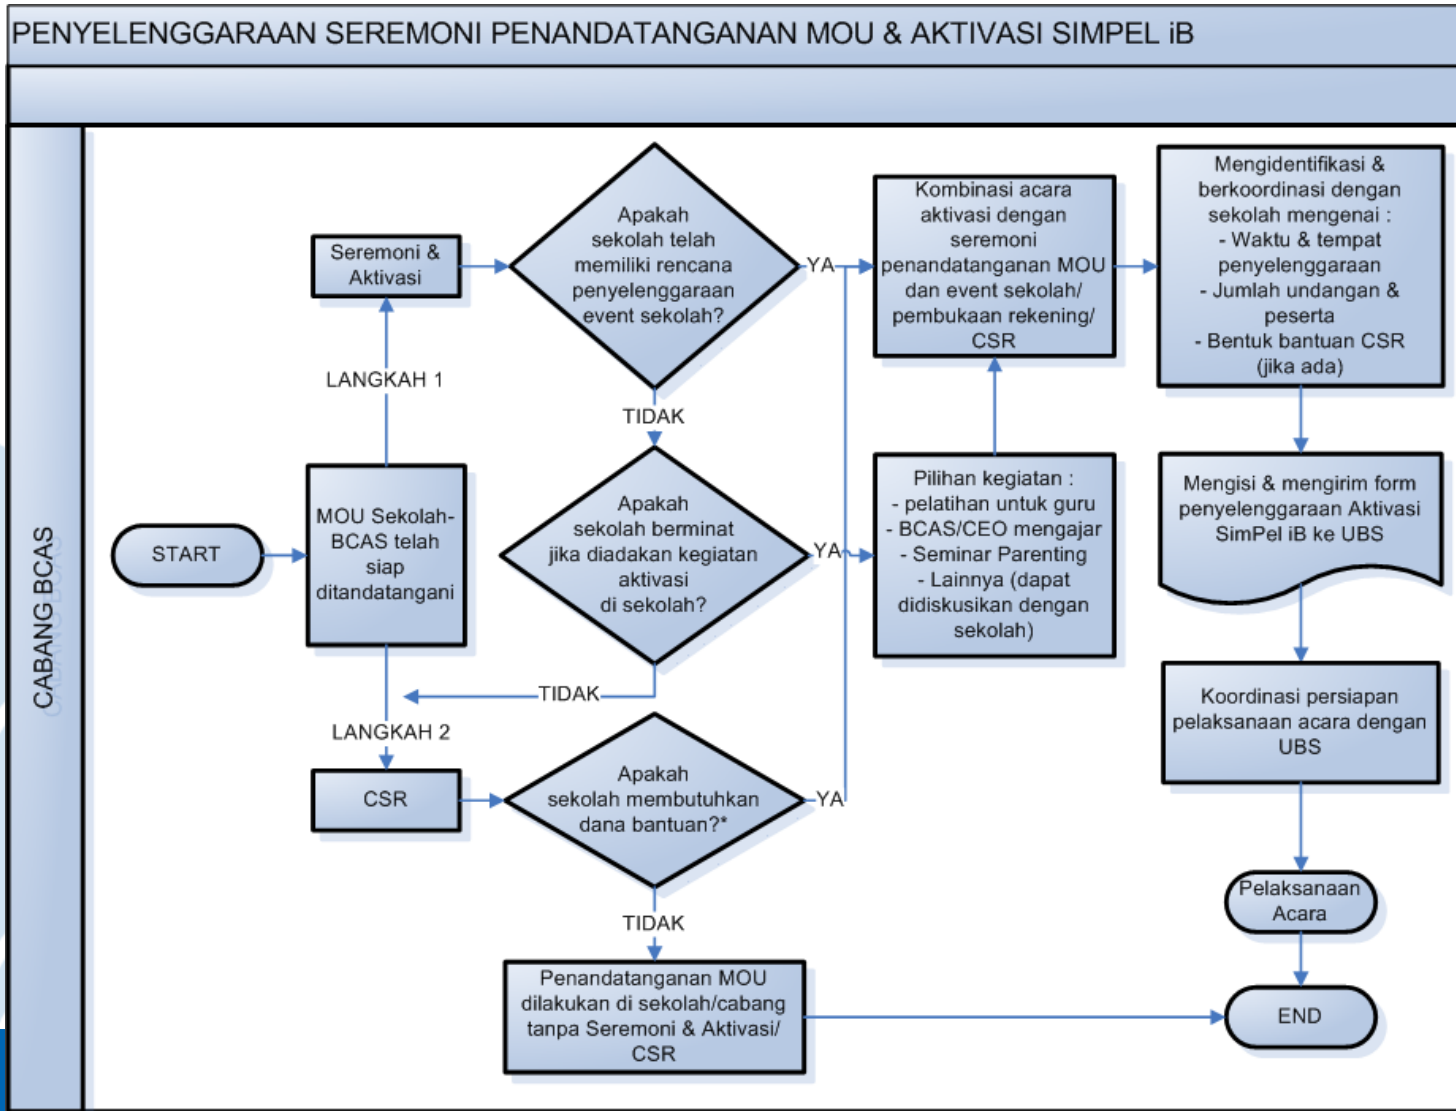 PENYELENGGARAAN SEREMONI PENANDATANGANAN MOU & AKTIVASI SIMPEL iB
CABANG BCAS
START
MOU Sekolah-
BCAS telah
siap
ditandatangani
LANGKAH 1
Seremoni &
Aktivasi
Apakah
sekolah telah
memiliki rencana
penyelenggaraan
event sekolah?
YA
TIDAK
Apakah
sekolah berminat
jika diadakan kegiatan
aktivasi
di sekolah?
YA
TIDAK
LANGKAH 2
CSR
Apakah
sekolah membutuhkan
dana bantuan?*
YA
TIDAK
Penandatanganan MOU
dilakukan di sekolah/cabang
tanpa Seremoni & Aktivasi/
CSR
Kombinasi acara
aktivasi dengan
seremoni
penandatanganan MOU
dan event sekolah/
pembukaan rekening/
CSR
Pilihan kegiatan :
- pelatihan untuk guru
- BCAS/CEO mengajar
- Seminar Parenting
- Lainnya (dapat
didiskusikan dengan
sekolah)
Mengidentifikasi &
berkoordinasi dengan
sekolah mengenai :
- Waktu & tempat
penyelenggaraan
- Jumlah undangan &
peserta
- Bentuk bantuan CSR
(jika ada)
Mengisi & mengirim form
penyelenggaraan Aktivasi
SimPel iB ke UBS
Koordinasi persiapan
pelaksanaan acara dengan
UBS
Pelaksanaan
Acara
END